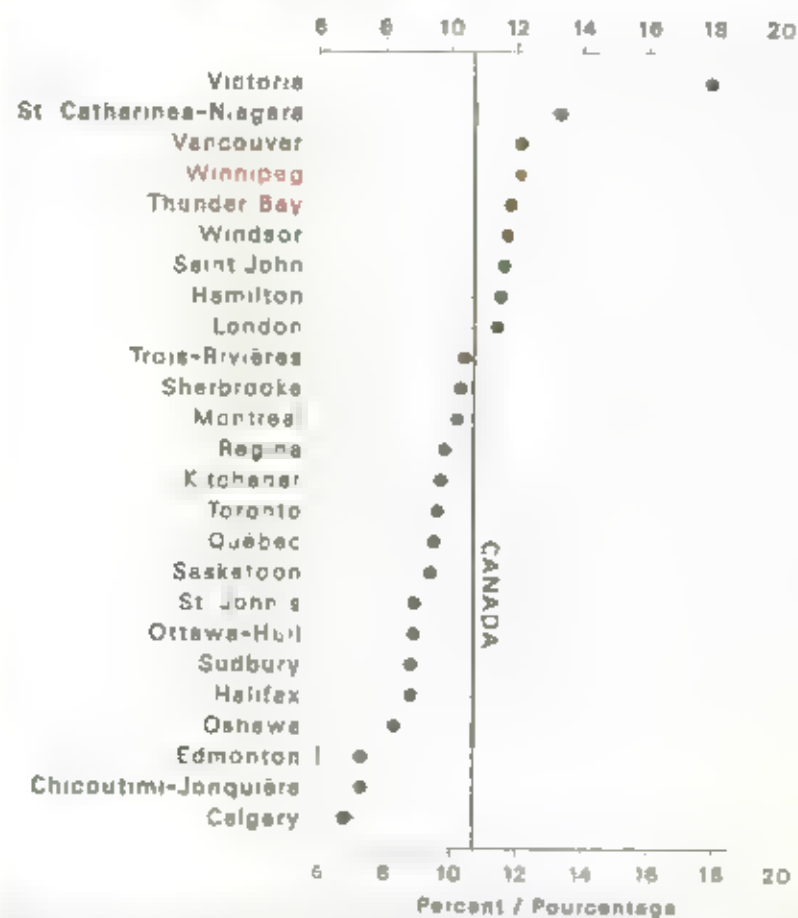 6 8 10 12 14 16 18 20
Victoria
St. Catharines-Niagara
Vancouver
Winnipeg
Thunder Bay
Windsor
Saint John
Hamilton
London
Trois-Rivières
Sherbrooke
Montreal
Regina
Kitchener
Toronto
Québec
Saskatoon
St. John's
Ottawa-Hull
Sudbury
Halifax
Oshawa
Edmonton
Chicoutimi-Jonquière
Calgary
CANADA
6 8 10 12 14 16 18 20
Percent / Pourcentage